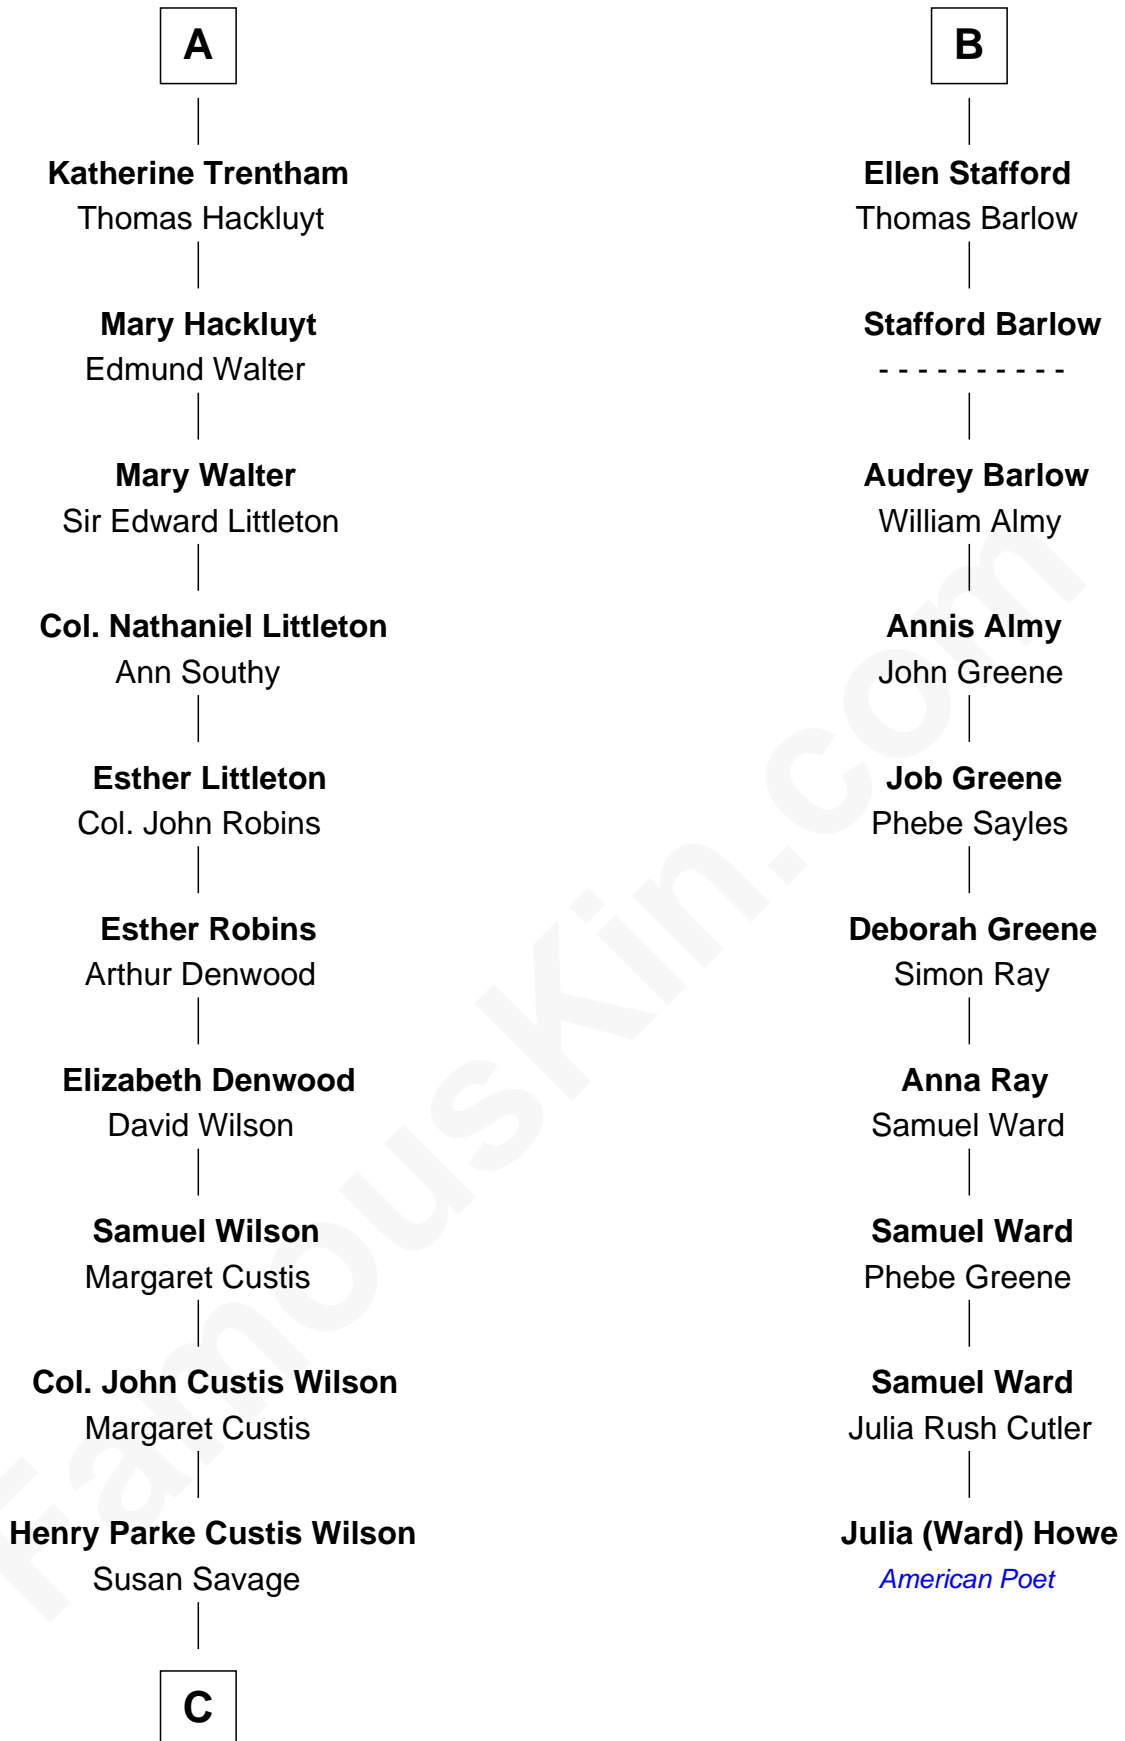 A
Katherine Trentham
Thomas Hackluyt
Mary Hackluyt
Edmund Walter
Mary Walter
Sir Edward Littleton
Col. Nathaniel Littleton
Ann Southy
Esther Littleton
Col. John Robins
Esther Robins
Arthur Denwood
Elizabeth Denwood
David Wilson
Samuel Wilson
Margaret Custis
Col. John Custis Wilson
Margaret Custis
Henry Parke Custis Wilson
Susan Savage
C
B
Ellen Stafford
Thomas Barlow
Stafford Barlow
- - - - - - - - - -
Audrey Barlow
William Almy
Annis Almy
John Greene
Job Greene
Phebe Sayles
Deborah Greene
Simon Ray
Anna Ray
Samuel Ward
Samuel Ward
Phebe Greene
Samuel Ward
Julia Rush Cutler
Julia (Ward) Howe
American Poet
FamousKin.com